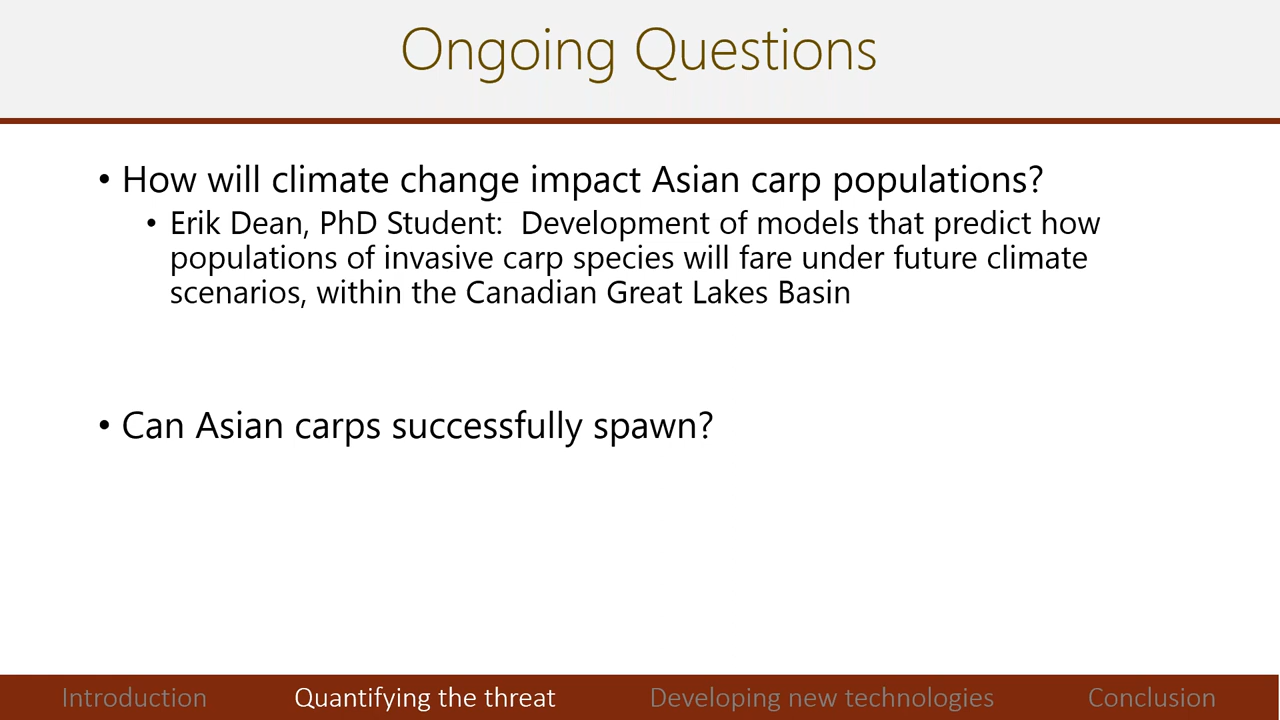 Ongoing Questions
• How will climate change impact Asian carp populations?
• Erik Dean, PhD Student:  Development of models that predict how
populations of invasive carp species will fare under future climate
scenarios, within the Canadian Great Lakes Basin
• Can Asian carps successfully spawn?
Introduction Quantifying the threat Developing new technologies Conclusion